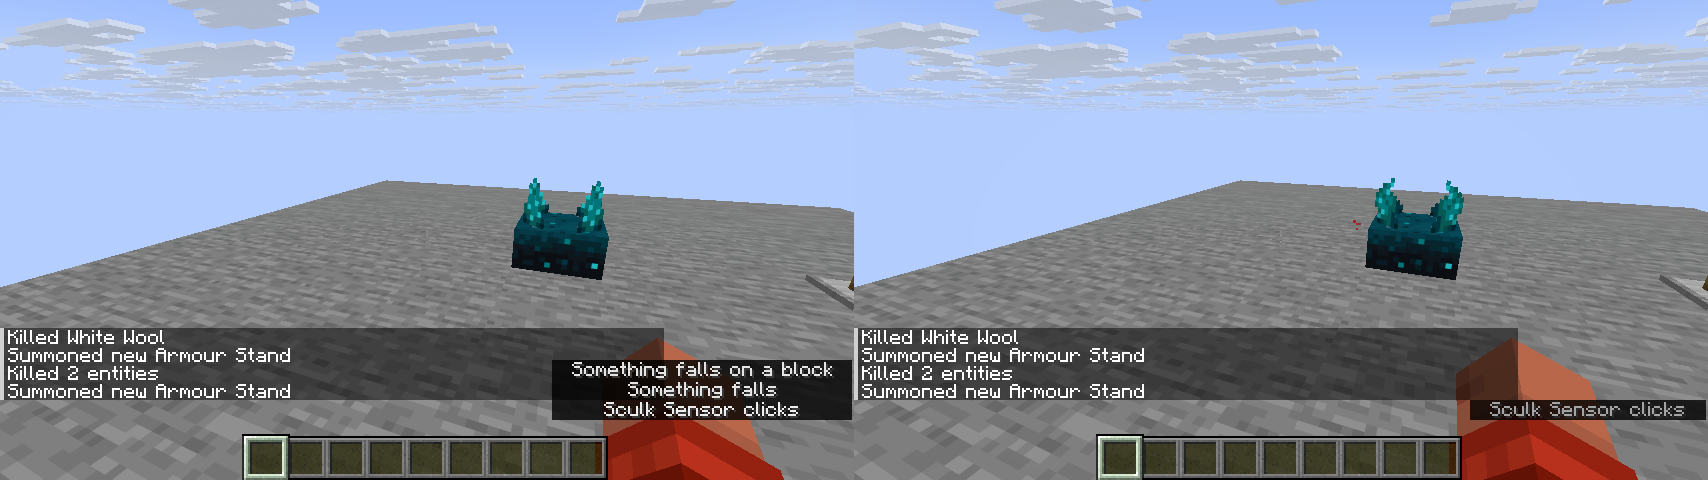 Killed White Wool
Summoned new Armour Stand
Killed 2 entities
Summoned new Armour Stand
Something falls on a block
Something falls
Sculk Sensor clicks
Killed White Wool
Summoned new Armour Stand
Killed 2 entities
Summoned new Armour Stand
Sculk Sensor clicks